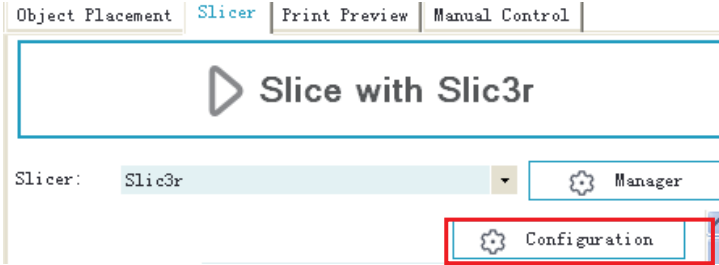 Object Placement Slicer Print Preview Manual Control
Slice with Slic3r
Slicer: Slic3r Manager
Configuration